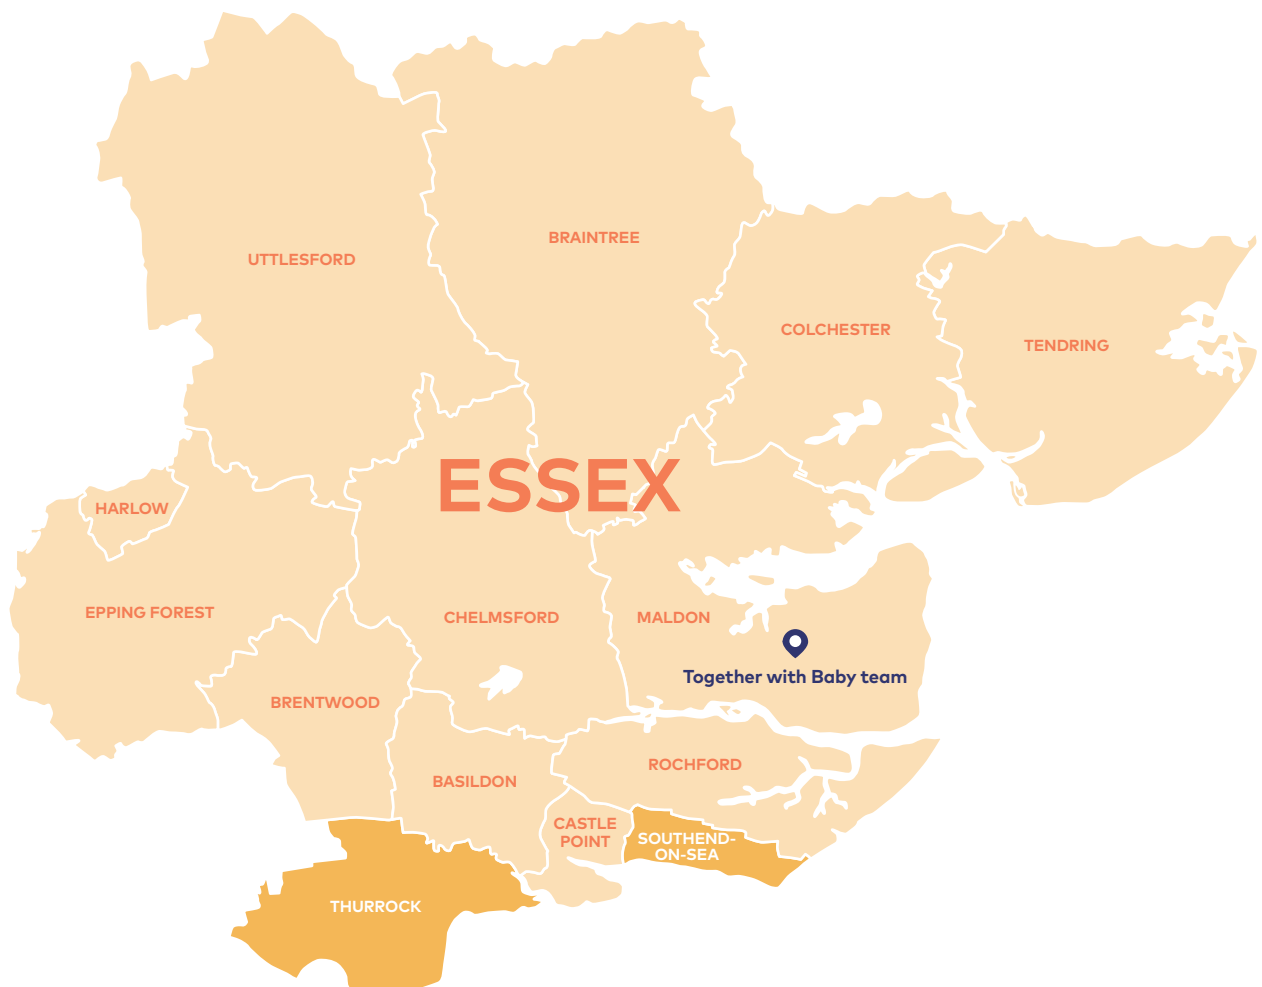 BRAINTREE
UTTLESFORD
COLCHESTER
TENDRING
ESSEX
HARLOW
EPPING FOREST
CHELMSFORD
MALDON
Together with Baby team
BRENTWOOD
ROCHFORD
BASILDON
CASTLE
POINT
SOUTHEND-
ON-SEA
THURROCK